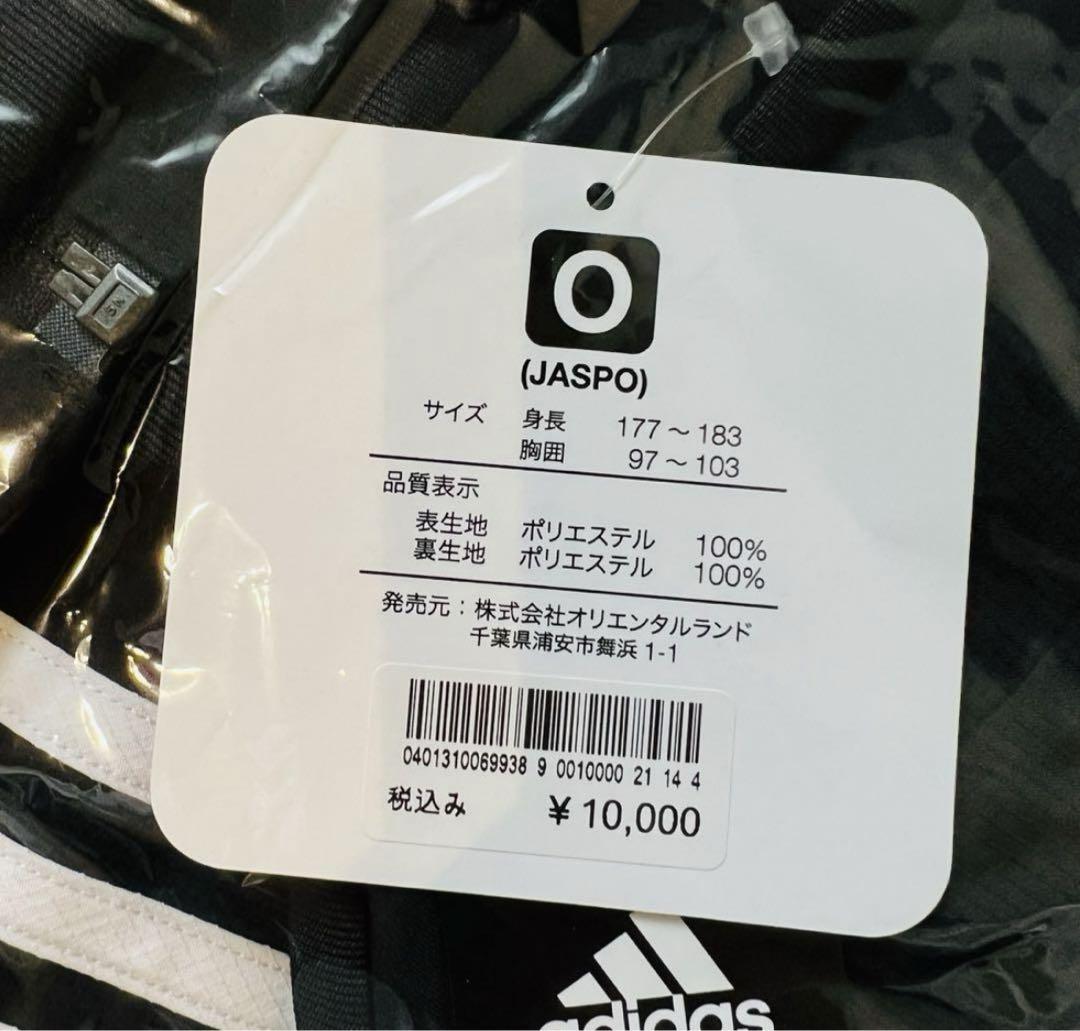 O
(JASPO)
サイズ 身長 177～183
胸囲 97～103
品質表示
表生地 ポリエステル 100%
裏生地 ポリエステル 100%
発売元：株式会社オリエンタルランド
千葉県浦安市舞浜 1-1
0401310069938 9 0010000 21 14 4
税込み ¥10,000
adidas